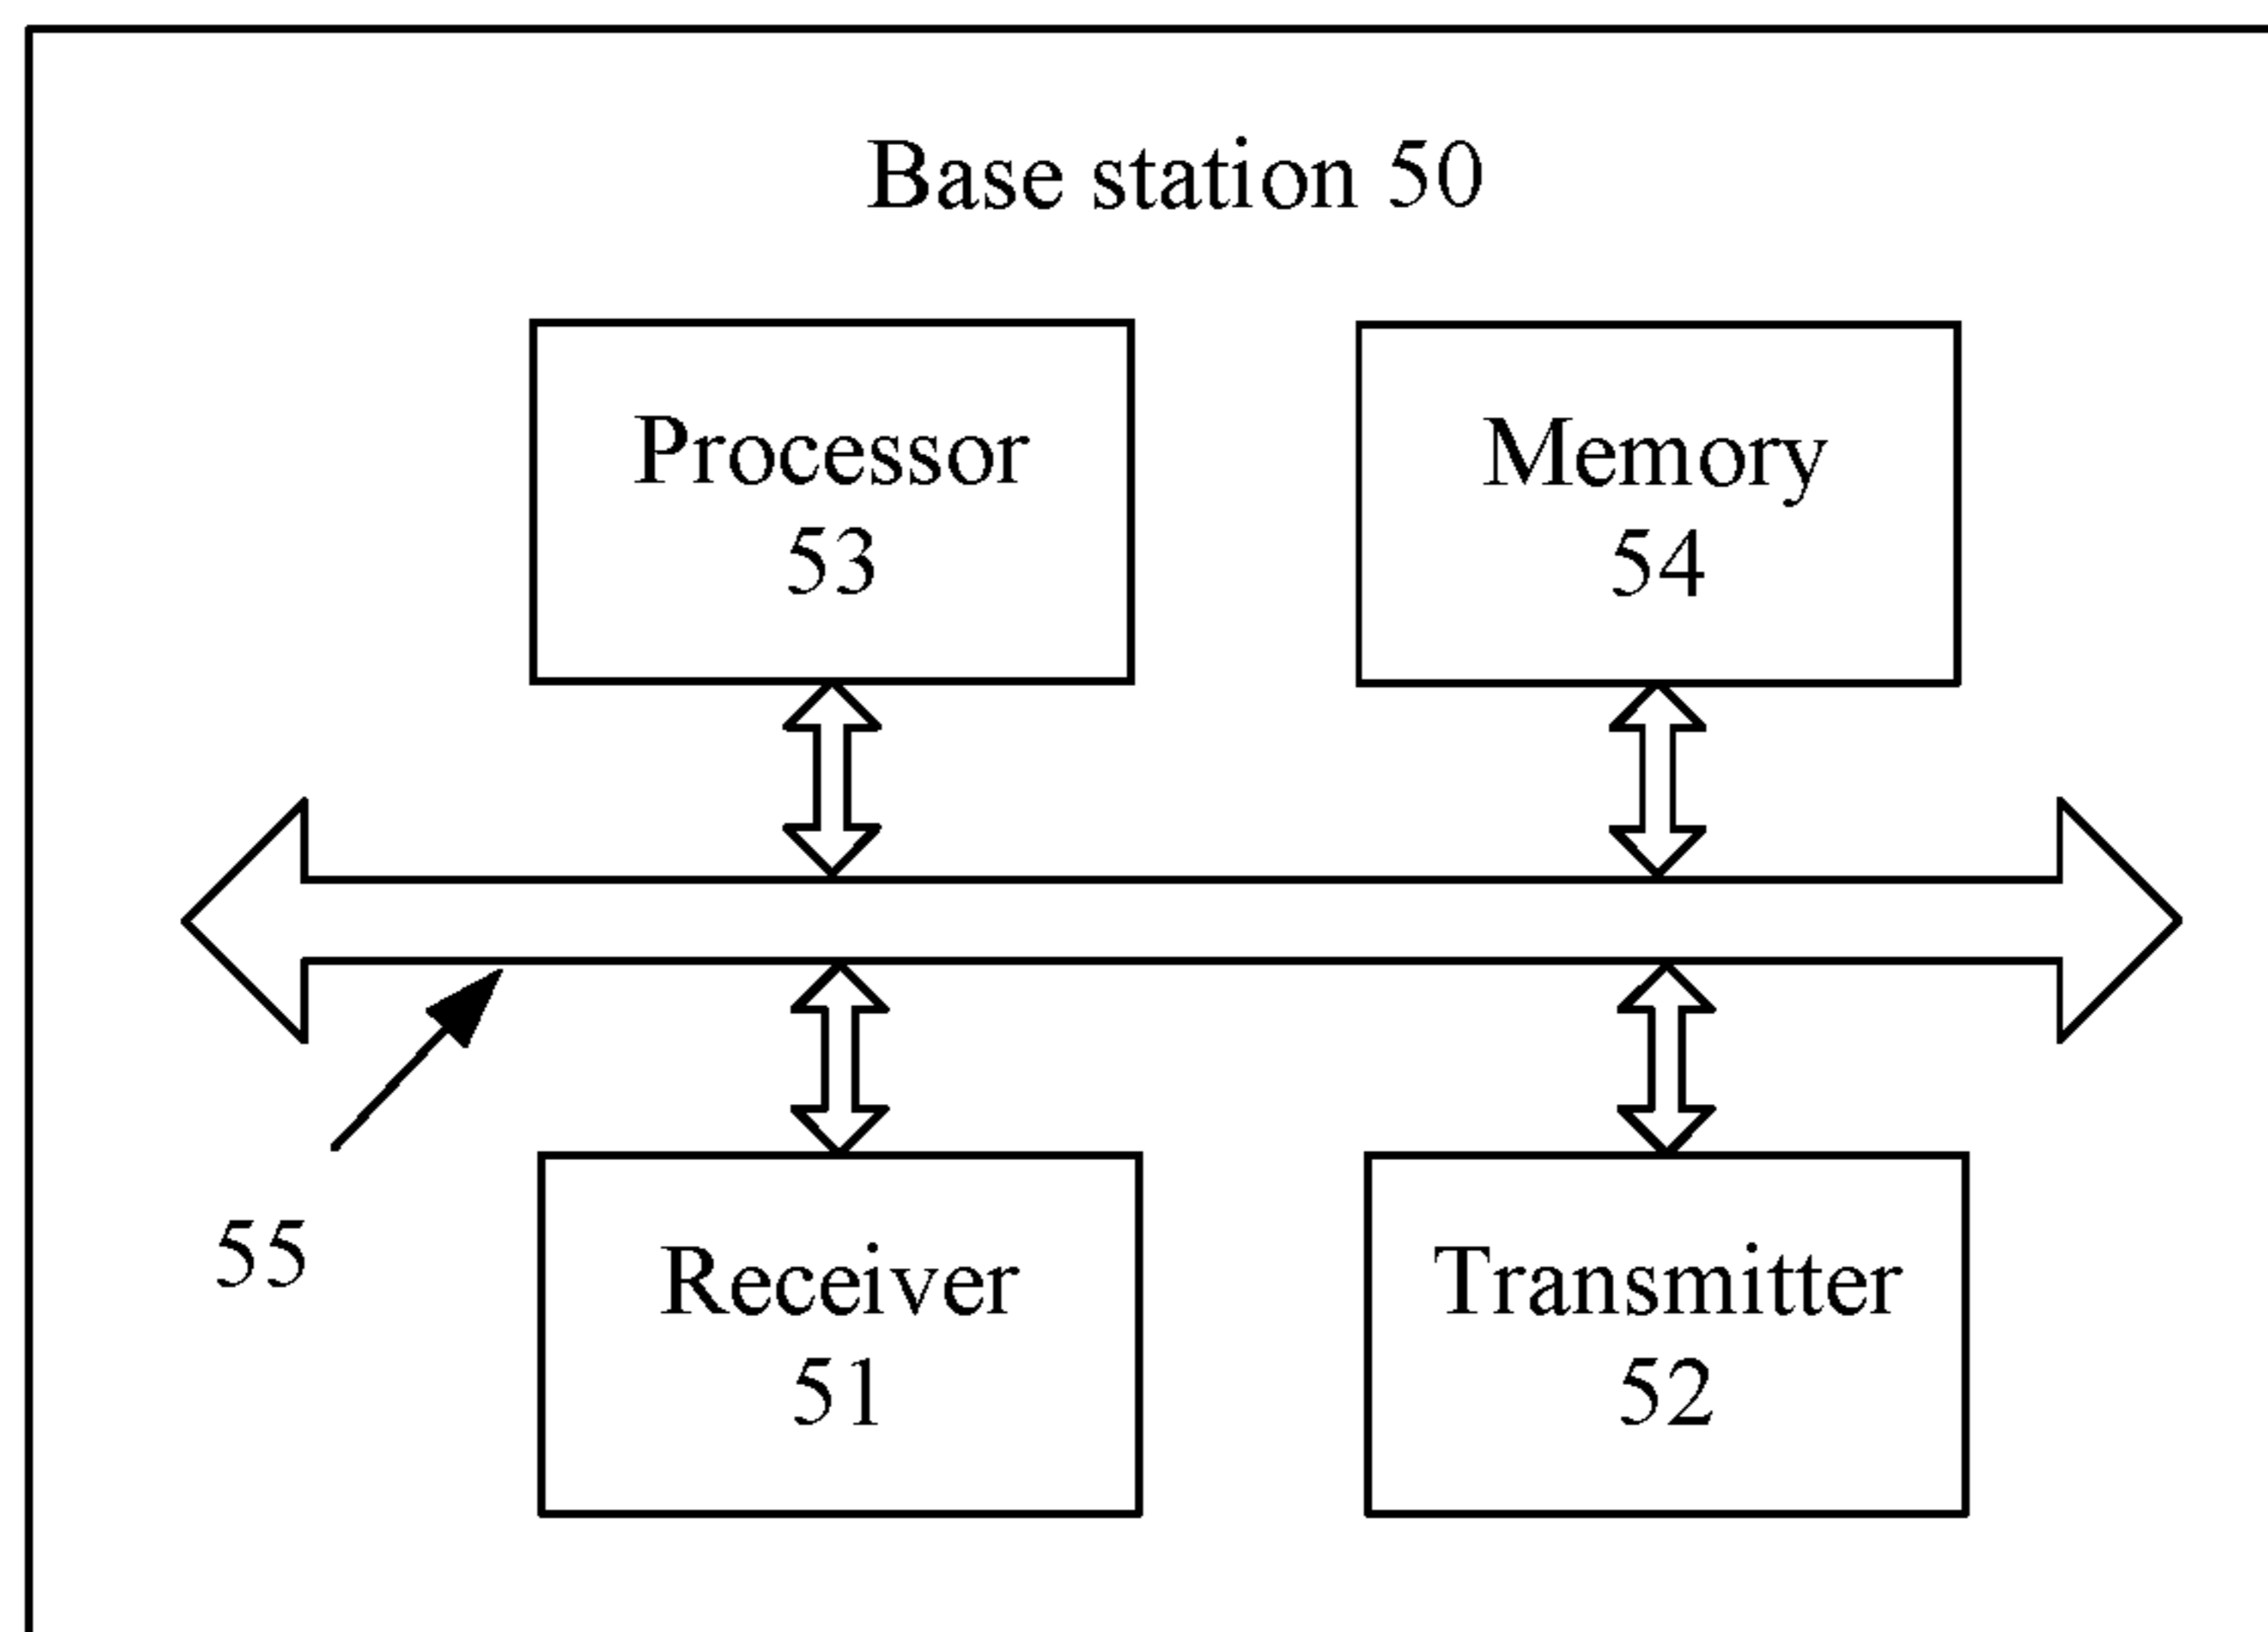 Base station 50
Processor
53
Memory
54
55
Receiver
51
Transmitter
52